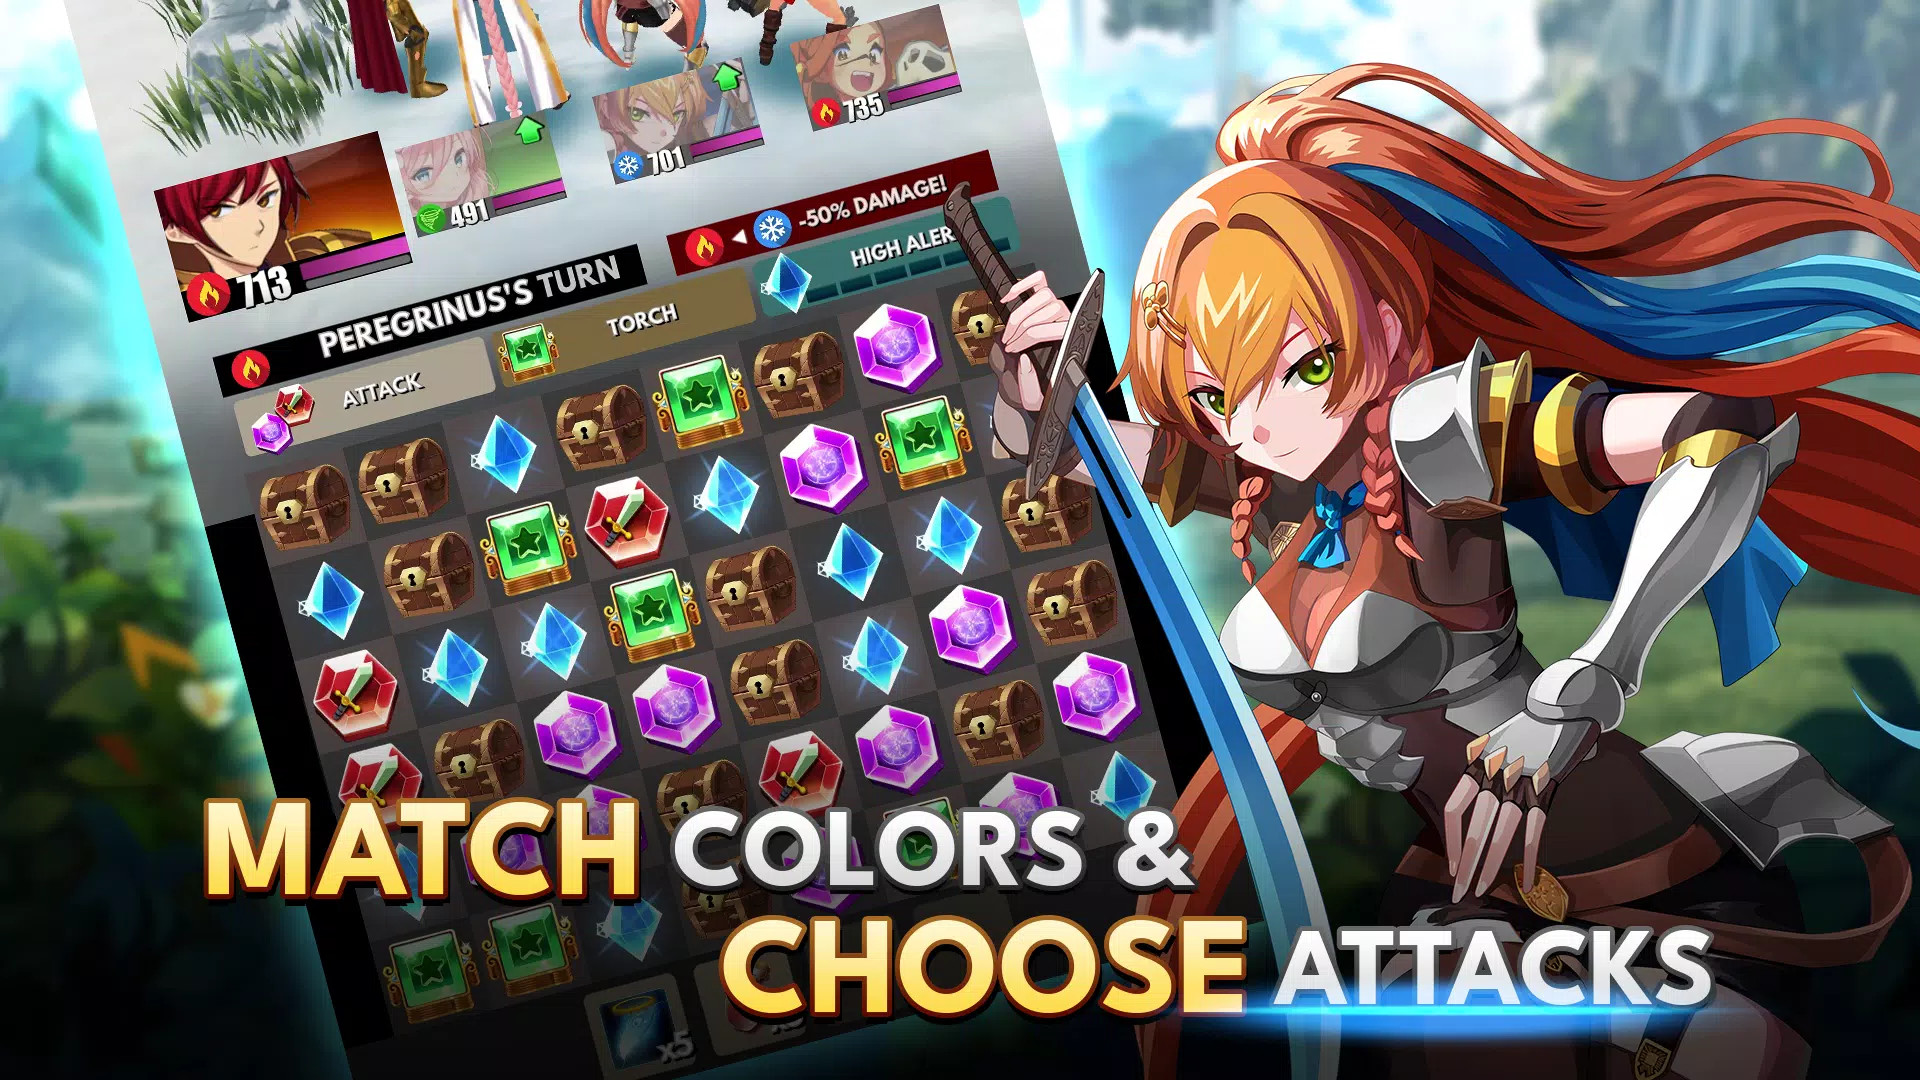 735
701
491
713
-50% DAMAGE!
PEREGRINUS'S TURN
HIGH ALER
TORCH
ATTACK
MATCH COLORS &
CHOOSE ATTACKS
x5